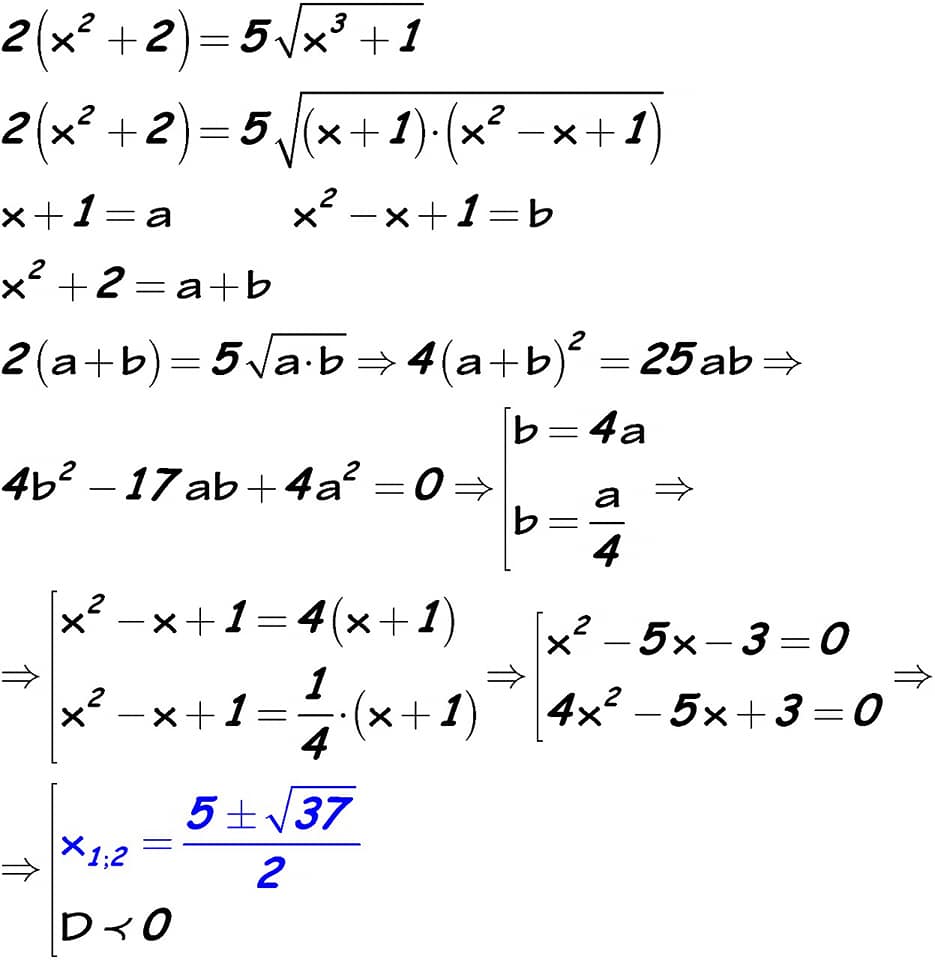 2(x² + 2) = 5√(x³ + 1)
2(x² + 2) = 5√((x + 1)·(x² − x + 1))
x + 1 = a    x² − x + 1 = b
x² + 2 = a + b
2(a + b) = 5√(a·b) ⇒ 4(a + b)² = 25ab ⇒
4b² − 17ab + 4a² = 0 ⇒ [ b = 4a ; b = a/4 ⇒
⇒ [ x² − x + 1 = 4(x + 1) ; x² − x + 1 = 1/4·(x + 1) ⇒ [ x² − 5x − 3 = 0 ; 4x² − 5x + 3 = 0 ⇒
⇒ [ x₁;₂ = (5 ± √37)/2 ; D ≺ 0